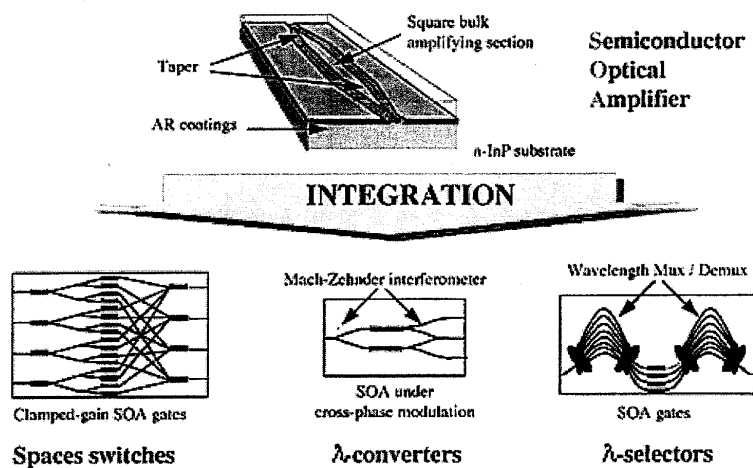 Square bulk
amplifying section
Taper
AR coatings
n-InP substrate
Semiconductor
Optical
Amplifier
INTEGRATION
Mach-Zehnder interferometer
Wavelength Mux / Demux
Clamped-gain SOA gates
SOA under
cross-phase modulation
SOA gates
Spaces switches
λ-converters
λ-selectors